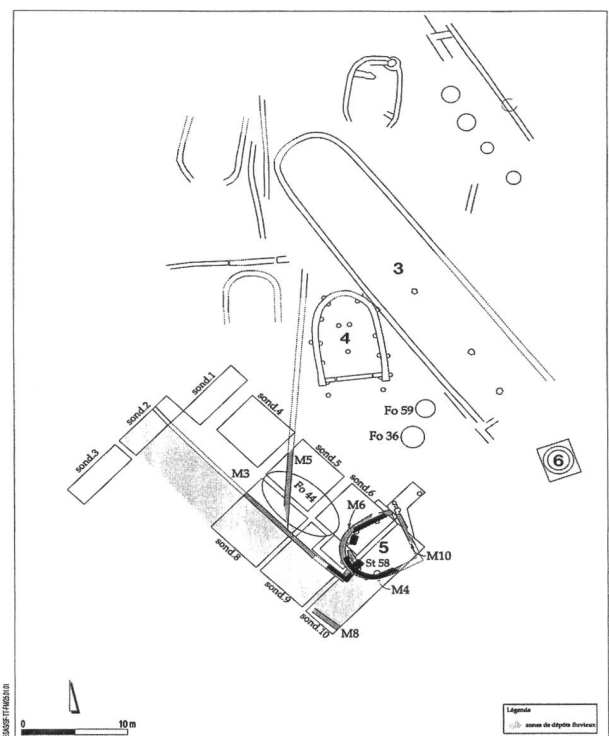 3
4
sond.1
sond.2
sond.3
sond.4
Fo 59
Fo 36
M5
sond.5
M3
Fo 44
sond.6
6
M6
5
sond.8
M10
St 58
sond.9
M4
sond.10
M8
0 10 m
Légende
zones de dépôts fluviaux